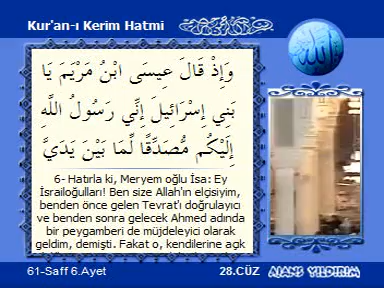 Kur'an-ı Kerim Hatmi
وَإِذْ قَالَ عِيسَى ابْنُ مَرْيَمَ يَا
بَنِي إِسْرَائِيلَ إِنِّي رَسُولُ اللَّهِ
إِلَيْكُم مُّصَدِّقًا لِّمَا بَيْنَ يَدَيَّ
6- Hatırla ki, Meryem oğlu İsa: Ey
İsrailoğulları! Ben size Allah'ın elçisiyim,
benden önce gelen Tevrat'ı doğrulayıcı
ve benden sonra gelecek Ahmed adında
bir peygamberi de müjdeleyici olarak
geldim, demişti. Fakat o, kendilerine açık
الله
61-Saff 6.Ayet
28.CÜZ
AJANS YILDIRIM